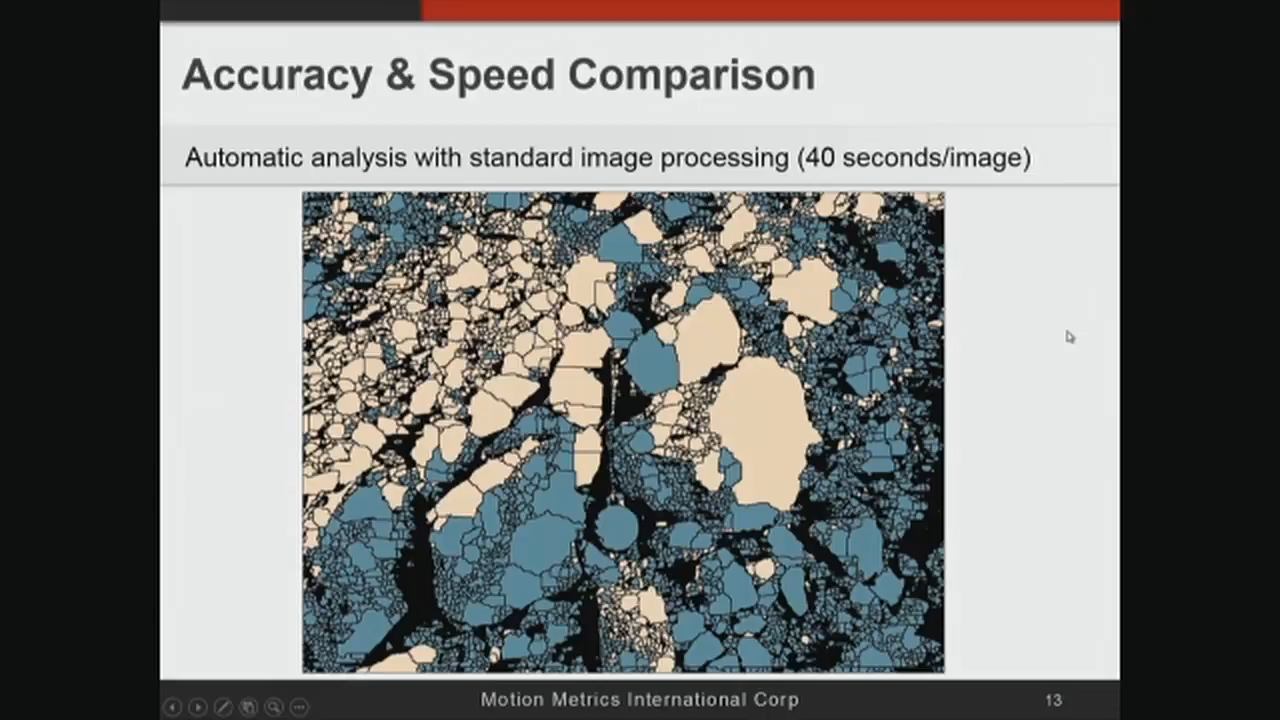 Accuracy & Speed Comparison
Automatic analysis with standard image processing (40 seconds/image)
Motion Metrics International Corp
13